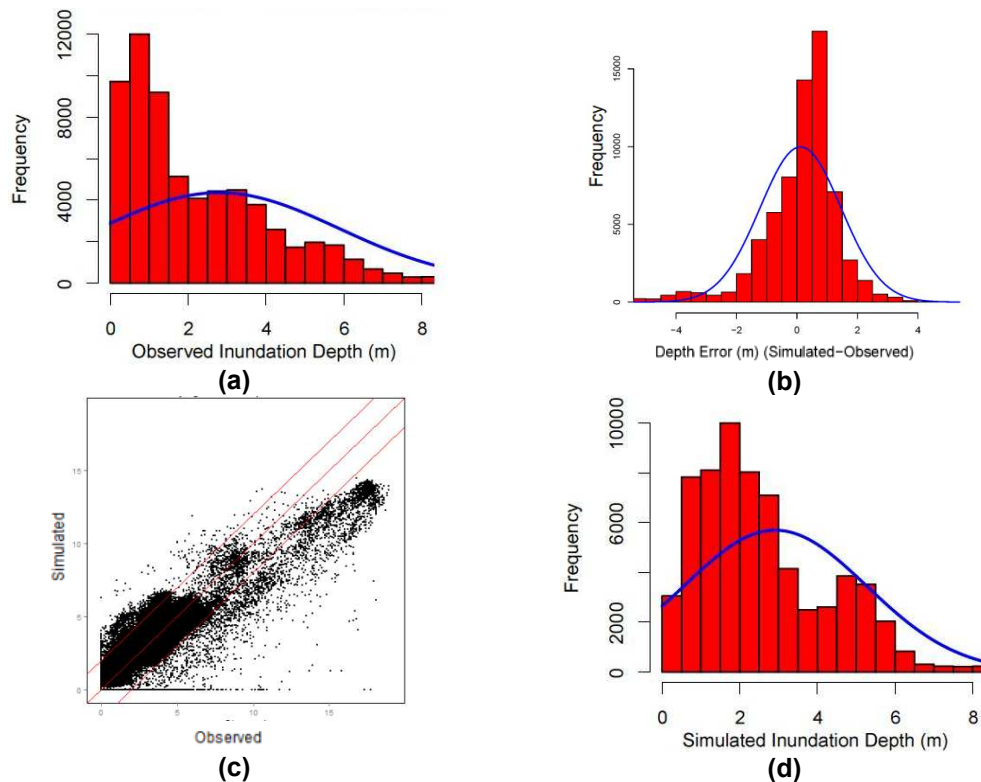 12000
8000
4000
0
Frequency
0 2 4 6 8
Observed Inundation Depth (m)
(a)
15000
10000
5000
0
Frequency
−4 −2 0 2 4
Depth Error (m) (Simulated−Observed)
(b)
15
10
5
0
Simulated
0 5 10 15
Observed
(c)
10000
6000
2000
0
Frequency
0 2 4 6 8
Simulated Inundation Depth (m)
(d)